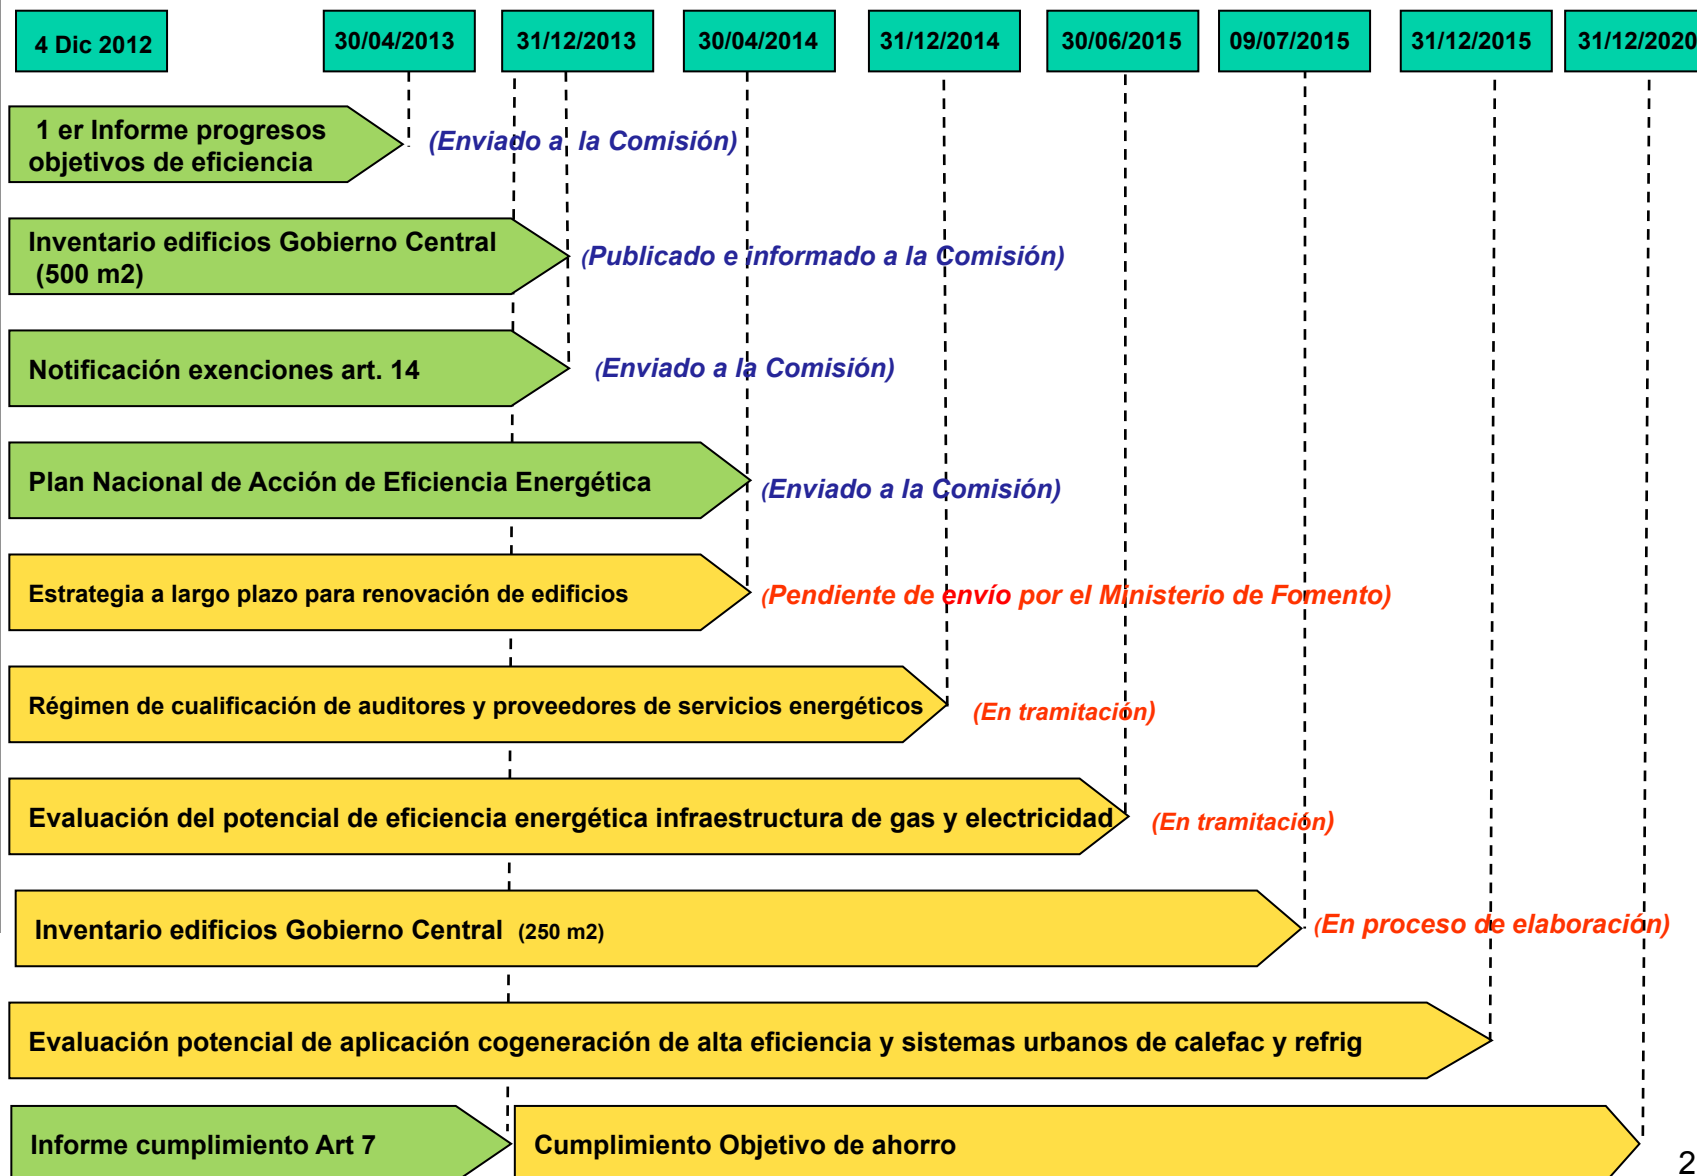 4 Dic 2012 30/04/2013 31/12/2013 30/04/2014 31/12/2014 30/06/2015 09/07/2015 31/12/2015 31/12/2020
1 er Informe progresos
objetivos de eficiencia
(Enviado a la Comisión)
Inventario edificios Gobierno Central
(500 m2)
(Publicado e informado a la Comisión)
Notificación exenciones art. 14
(Enviado a la Comisión)
Plan Nacional de Acción de Eficiencia Energética
(Enviado a la Comisión)
Estrategia a largo plazo para renovación de edificios
(Pendiente de envío por el Ministerio de Fomento)
Régimen de cualificación de auditores y proveedores de servicios energéticos
(En tramitación)
Evaluación del potencial de eficiencia energética infraestructura de gas y electricidad
(En tramitación)
Inventario edificios Gobierno Central (250 m2)
(En proceso de elaboración)
Evaluación potencial de aplicación cogeneración de alta eficiencia y sistemas urbanos de calefac y refrig
Informe cumplimiento Art 7
Cumplimiento Objetivo de ahorro
2